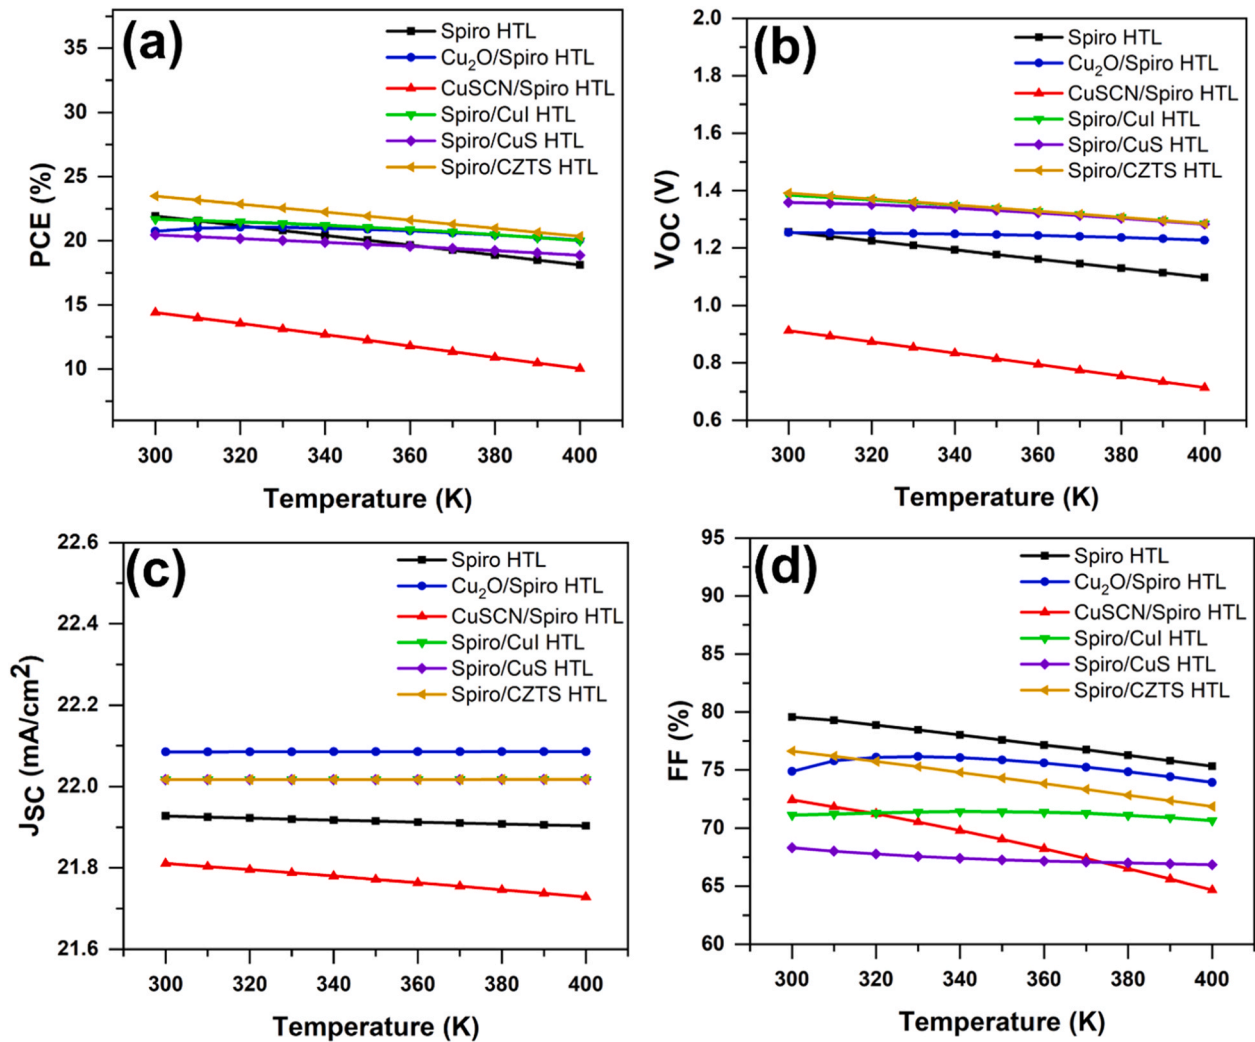 (a)
Spiro HTL
Cu₂O/Spiro HTL
CuSCN/Spiro HTL
Spiro/CuI HTL
Spiro/CuS HTL
Spiro/CZTS HTL
35
30
25
20
15
10
PCE (%)
300 320 340 360 380 400
Temperature (K)
(b)
Spiro HTL
Cu₂O/Spiro HTL
CuSCN/Spiro HTL
Spiro/CuI HTL
Spiro/CuS HTL
Spiro/CZTS HTL
2.0
1.8
1.6
1.4
1.2
1.0
0.8
0.6
VOC (V)
300 320 340 360 380 400
Temperature (K)
(c)
Spiro HTL
Cu₂O/Spiro HTL
CuSCN/Spiro HTL
Spiro/CuI HTL
Spiro/CuS HTL
Spiro/CZTS HTL
22.6
22.4
22.2
22.0
21.8
21.6
JSC (mA/cm²)
300 320 340 360 380 400
Temperature (K)
(d)
Spiro HTL
Cu₂O/Spiro HTL
CuSCN/Spiro HTL
Spiro/CuI HTL
Spiro/CuS HTL
Spiro/CZTS HTL
95
90
85
80
75
70
65
60
FF (%)
300 320 340 360 380 400
Temperature (K)